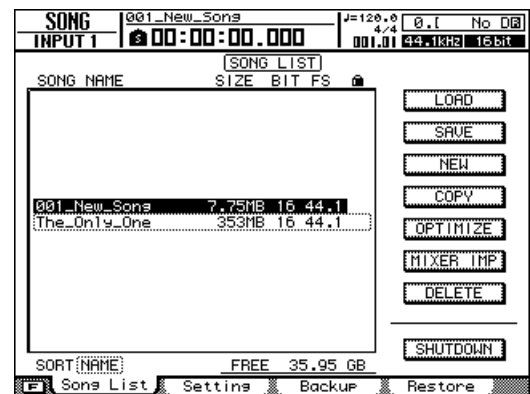 SONG 001_New_Song J=120.0 0.[ No DR
4/4
INPUT 1 00:00:00.000 001.01 44.1kHz 16bit
SONG LIST
SONG NAME SIZE BIT FS
LOAD
SAVE
NEW
COPY
001_New_Song 7.75MB 16 44.1
The_Only_One 353MB 16 44.1
OPTIMIZE
MIXER IMP
DELETE
SHUTDOWN
SORT NAME FREE 35.95 GB
F Song List Setting Backup Restore